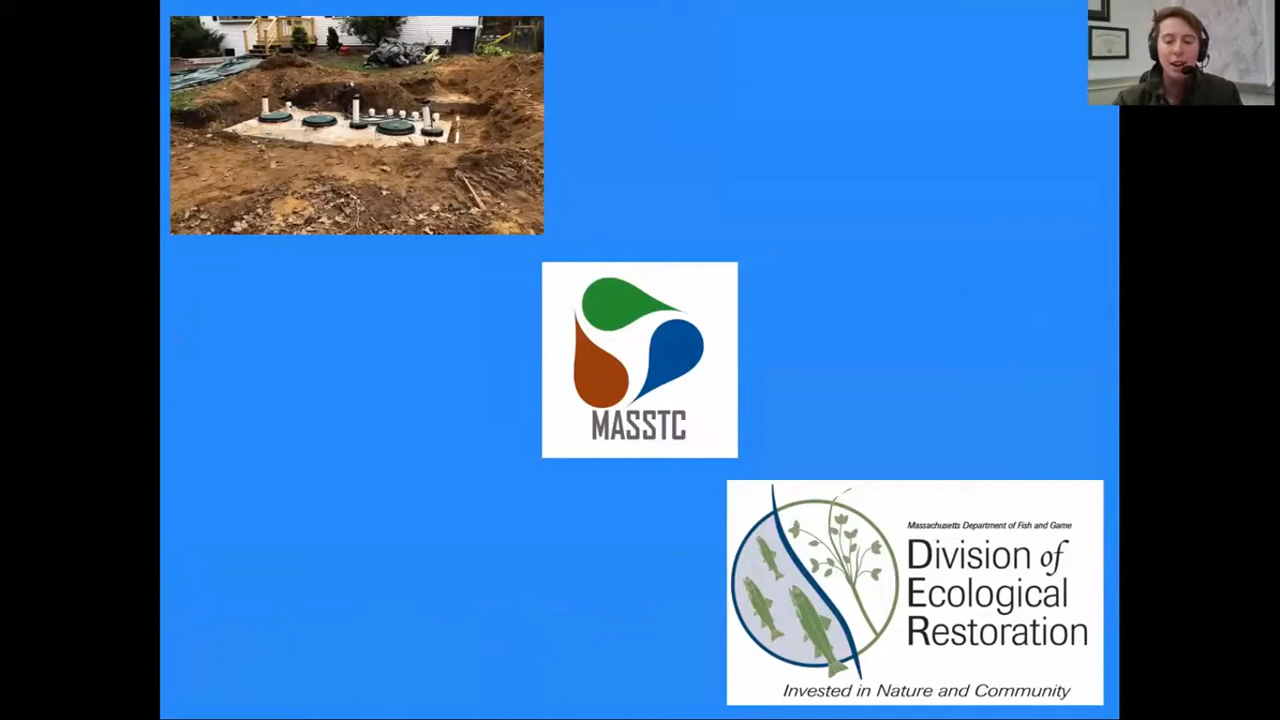 MASSTC
Massachusetts Department of Fish and Game
Division of
Ecological
Restoration
Invested in Nature and Community